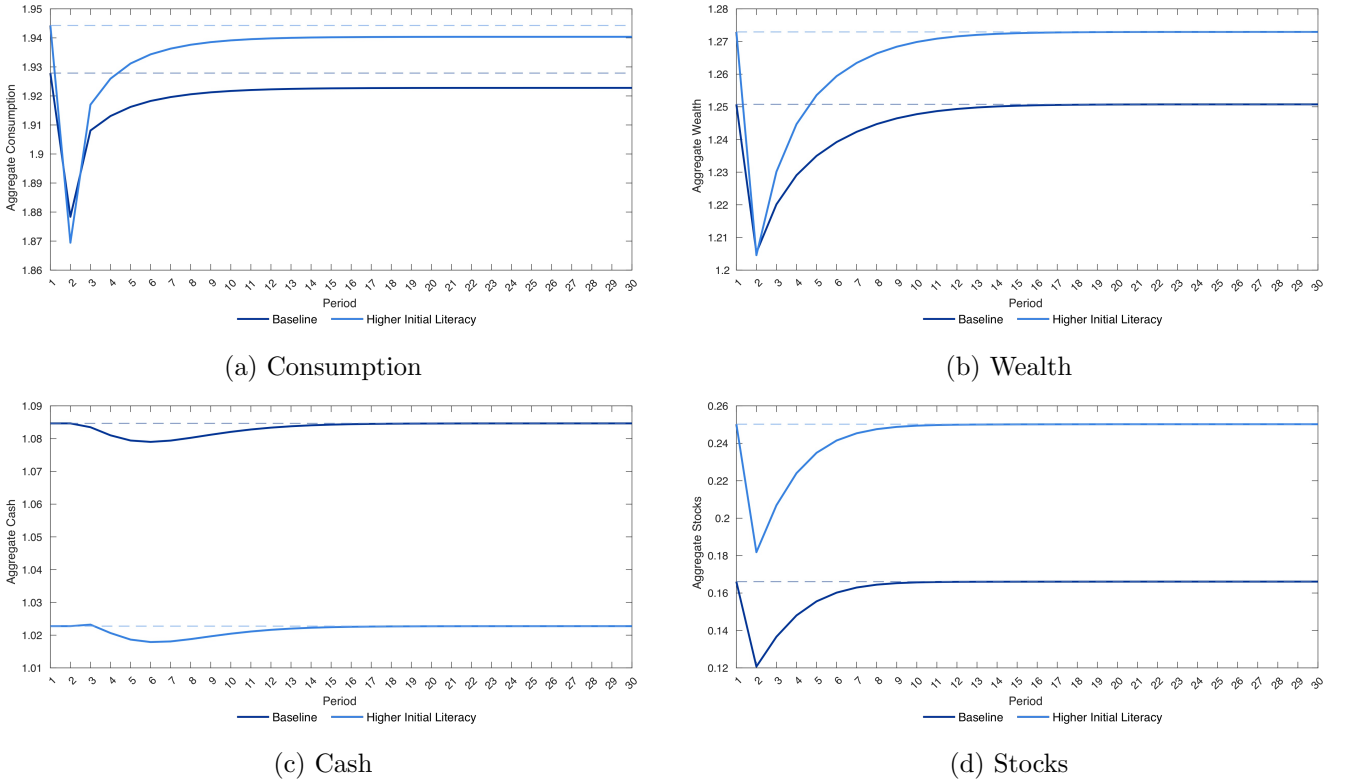 1.95
1.94
1.93
1.92
1.91
1.9
1.89
1.88
1.87
1.86
Aggregate Consumption
1 2 3 4 5 6 7 8 9 10 11 12 13 14 15 16 17 18 19 20 21 22 23 24 25 26 27 28 29 30
Period
Baseline Higher Initial Literacy
(a) Consumption
1.28
1.27
1.26
1.25
1.24
1.23
1.22
1.21
1.2
Aggregate Wealth
1 2 3 4 5 6 7 8 9 10 11 12 13 14 15 16 17 18 19 20 21 22 23 24 25 26 27 28 29 30
Period
Baseline Higher Initial Literacy
(b) Wealth
1.09
1.08
1.07
1.06
1.05
1.04
1.03
1.02
1.01
Aggregate Cash
1 2 3 4 5 6 7 8 9 10 11 12 13 14 15 16 17 18 19 20 21 22 23 24 25 26 27 28 29 30
Period
Baseline Higher Initial Literacy
(c) Cash
0.26
0.24
0.22
0.2
0.18
0.16
0.14
0.12
Aggregate Stocks
1 2 3 4 5 6 7 8 9 10 11 12 13 14 15 16 17 18 19 20 21 22 23 24 25 26 27 28 29 30
Period
Baseline Higher Initial Literacy
(d) Stocks